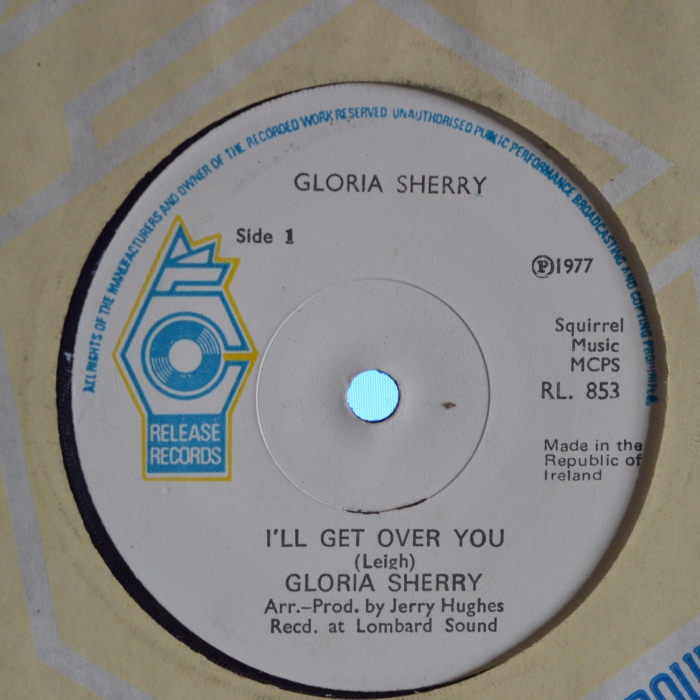 ALL RIGHTS OF THE MANUFACTURERS AND OWNER OF THE RECORDED WORK RESERVED UNAUTHORISED PUBLIC PERFORMANCE BROADCASTING AND COPYING PROHIBITED.
GLORIA SHERRY
Side 1
Ⓟ1977
Squirrel
Music
MCPS
RL. 853
RELEASE
RECORDS
Made in the
Republic of
Ireland
I'LL GET OVER YOU
(Leigh)
GLORIA SHERRY
Arr.-Prod. by Jerry Hughes
Recd. at Lombard Sound